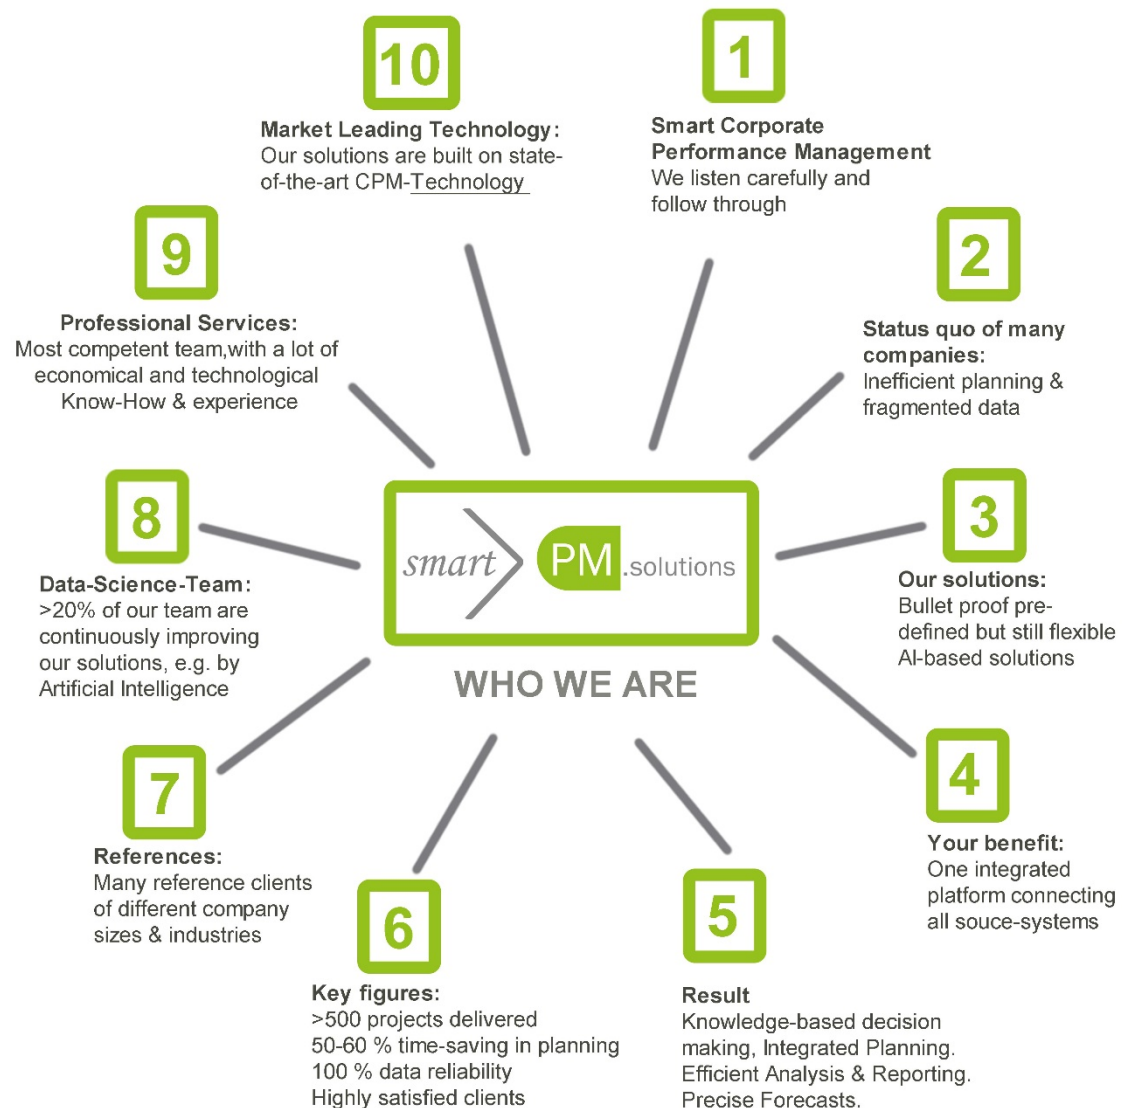 1
Smart Corporate
Performance Management
We listen carefully and
follow through
2
Status quo of many
companies:
Inefficient planning &
fragmented data
3
Our solutions:
Bullet proof pre-
defined but still flexible
AI-based solutions
4
Your benefit:
One integrated
platform connecting
all souce-systems
5
Result
Knowledge-based decision
making, Integrated Planning.
Efficient Analysis & Reporting.
Precise Forecasts.
6
Key figures:
>500 projects delivered
50-60 % time-saving in planning
100 % data reliability
Highly satisfied clients
7
References:
Many reference clients
of different company
sizes & industries
8
Data-Science-Team:
>20% of our team are
continuously improving
our solutions, e.g. by
Artificial Intelligence
9
Professional Services:
Most competent team,with a lot of
economical and technological
Know-How & experience
10
Market Leading Technology:
Our solutions are built on state-
of-the-art CPM-Technology
smart PM.solutions
WHO WE ARE